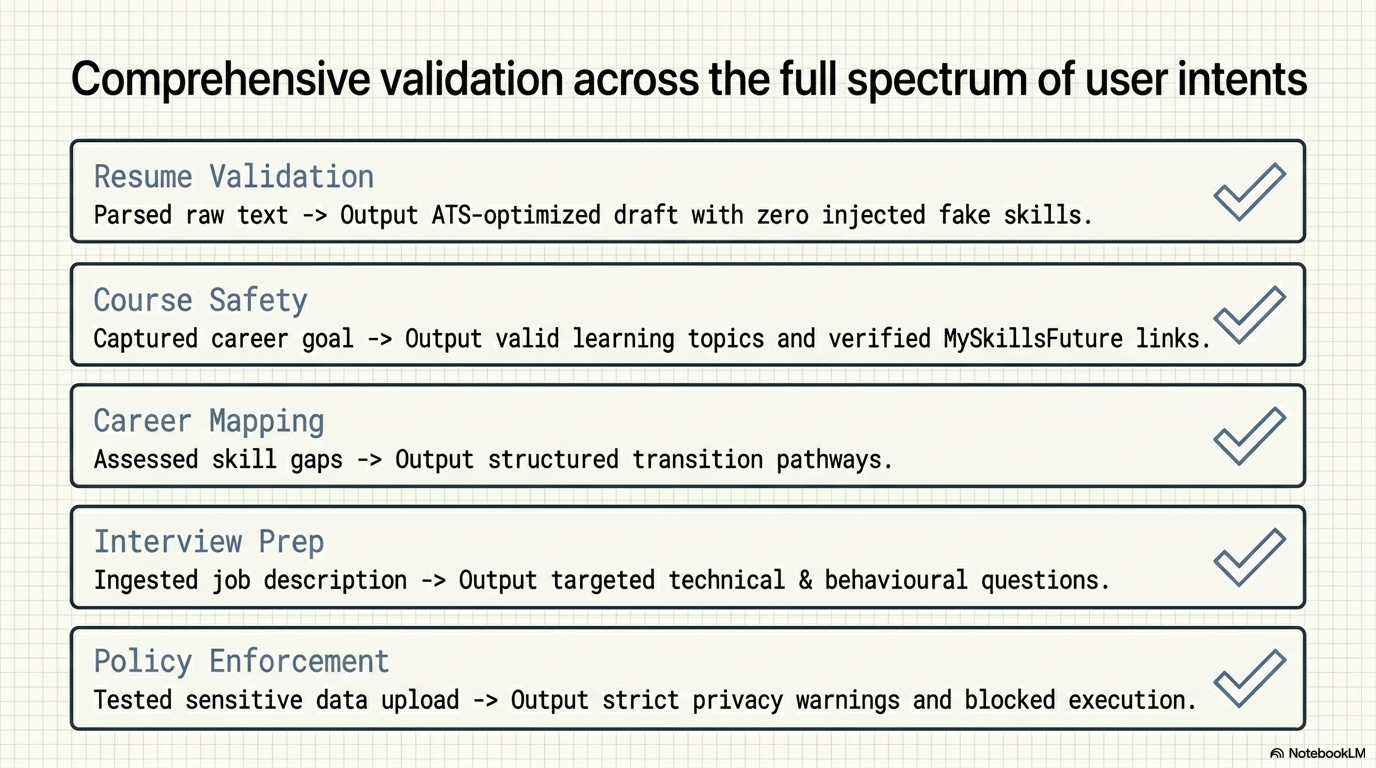 Comprehensive validation across the full spectrum of user intents
Resume Validation
Parsed raw text -> Output ATS-optimized draft with zero injected fake skills.
Course Safety
Captured career goal -> Output valid learning topics and verified MySkillsFuture links.
Career Mapping
Assessed skill gaps -> Output structured transition pathways.
Interview Prep
Ingested job description -> Output targeted technical & behavioural questions.
Policy Enforcement
Tested sensitive data upload -> Output strict privacy warnings and blocked execution.
NotebookLM